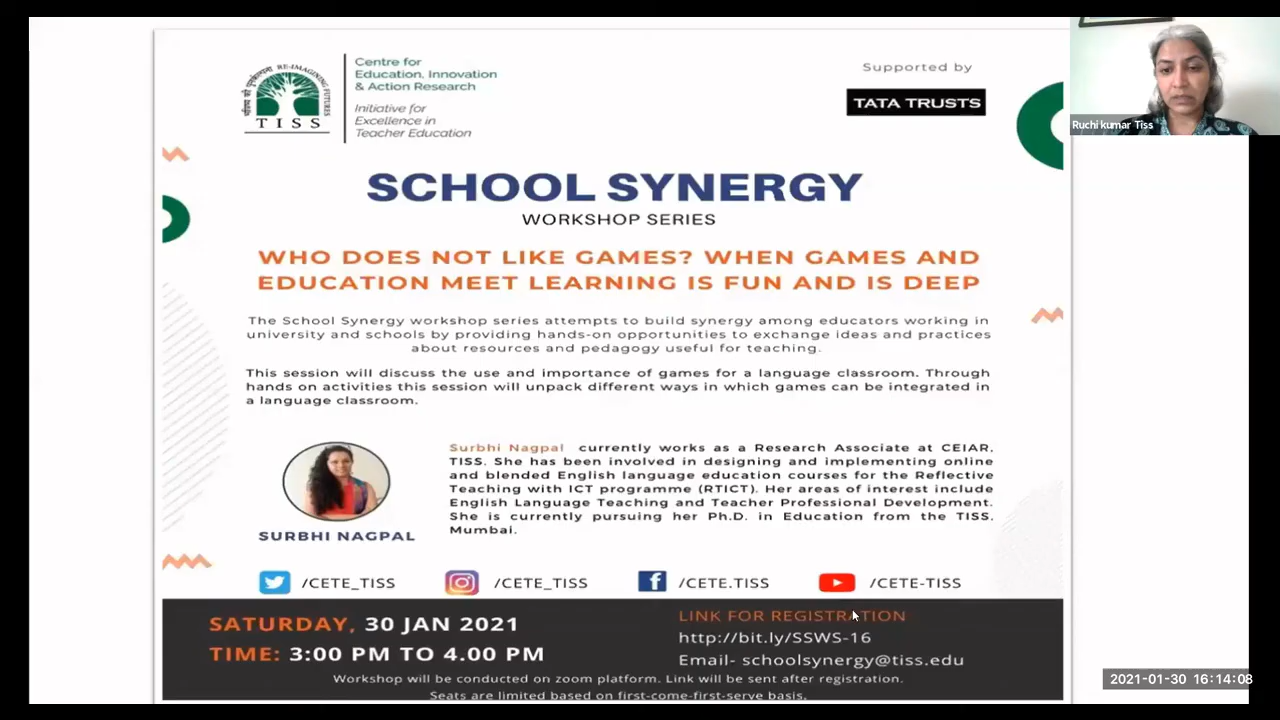 Centre for
Education, Innovation
& Action Research
Initiative for
Excellence in
Teacher Education
RE-IMAGINING FUTURES
TISS
Supported by
TATA TRUSTS
Ruchi kumar Tiss
SCHOOL SYNERGY
WORKSHOP SERIES
WHO DOES NOT LIKE GAMES? WHEN GAMES AND
EDUCATION MEET LEARNING IS FUN AND IS DEEP
The School Synergy workshop series attempts to build synergy among educators working in
university and schools by providing hands-on opportunities to exchange ideas and practices
about resources and pedagogy useful for teaching.
This session will discuss the use and importance of games for a language classroom. Through
hands on activities this session will unpack different ways in which games can be integrated in
a language classroom.
Surbhi Nagpal currently works as a Research Associate at CEIAR,
TISS. She has been involved in designing and implementing online
and blended English language education courses for the Reflective
Teaching with ICT programme (RTICT). Her areas of interest include
English Language Teaching and Teacher Professional Development.
She is currently pursuing her Ph.D. in Education from the TISS,
Mumbai.
SURBHI NAGPAL
/CETE_TISS
/CETE_TISS
/CETE.TISS
/CETE-TISS
SATURDAY, 30 JAN 2021
TIME: 3:00 PM TO 4.00 PM
LINK FOR REGISTRATION
http://bit.ly/SSWS-16
Email- schoolsynergy@tiss.edu
Workshop will be conducted on zoom platform. Link will be sent after registration.
Seats are limited based on first-come-first-serve basis.
2021-01-30 16:14:08